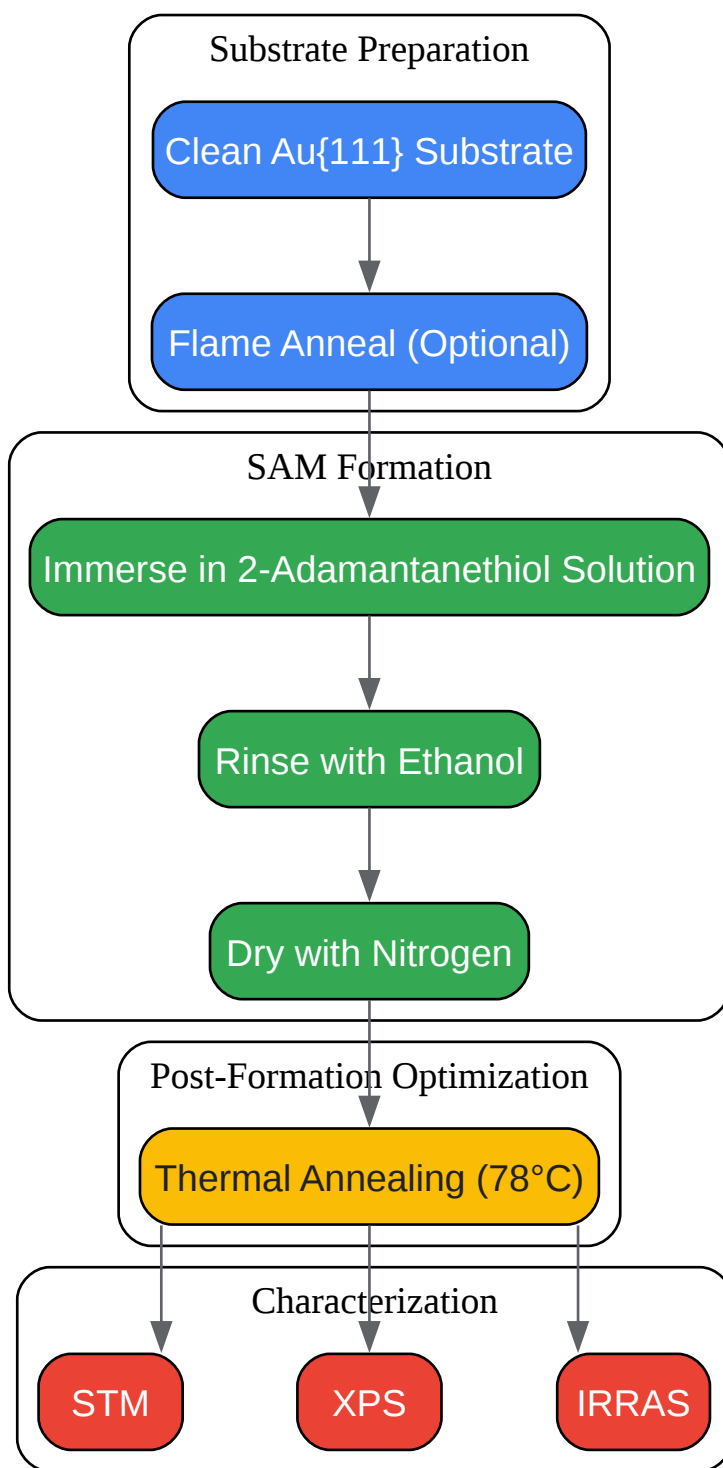 Substrate Preparation
Clean Au{111} Substrate
Flame Anneal (Optional)
SAM Formation
Immerse in 2-Adamantanethiol Solution
Rinse with Ethanol
Dry with Nitrogen
Post-Formation Optimization
Thermal Annealing (78°C)
Characterization
STM
XPS
IRRAS